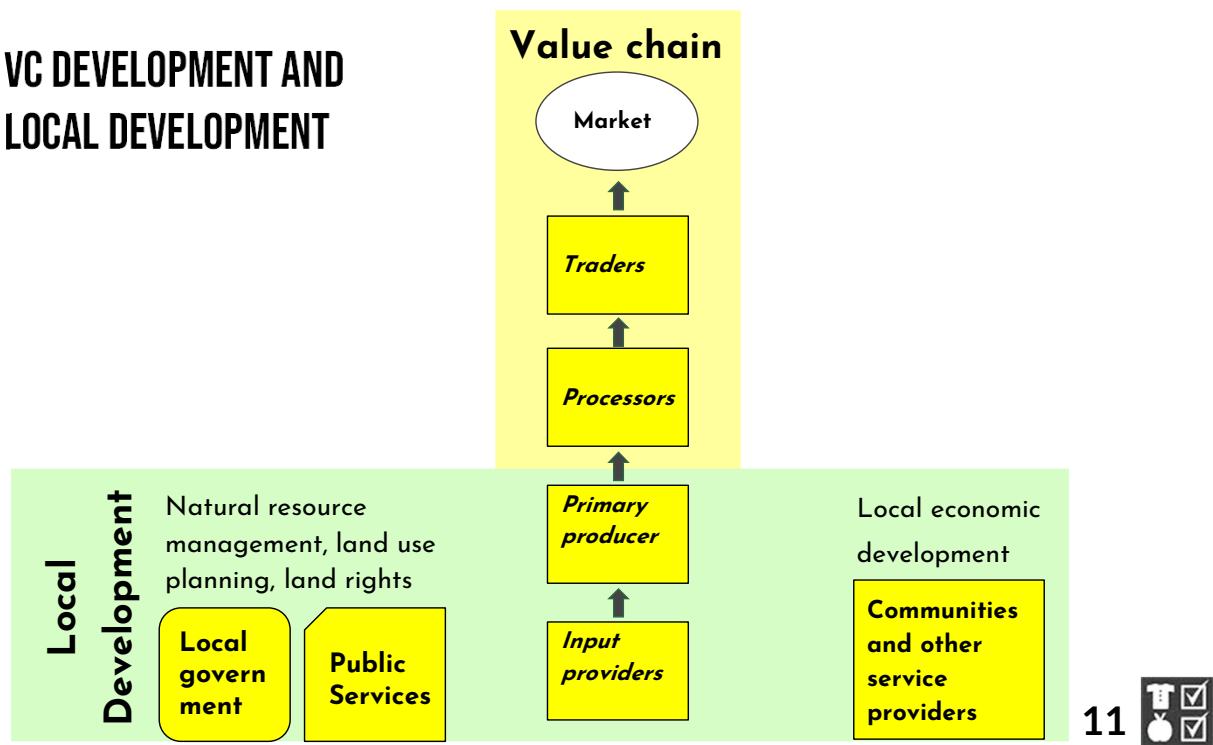 VC DEVELOPMENT AND
LOCAL DEVELOPMENT
Value chain
Market
Traders
Processors
Primary
producer
Input
providers
Local
Development
Natural resource
management, land use
planning, land rights
Local
govern
ment
Public
Services
Local economic
development
Communities
and other
service
providers
11